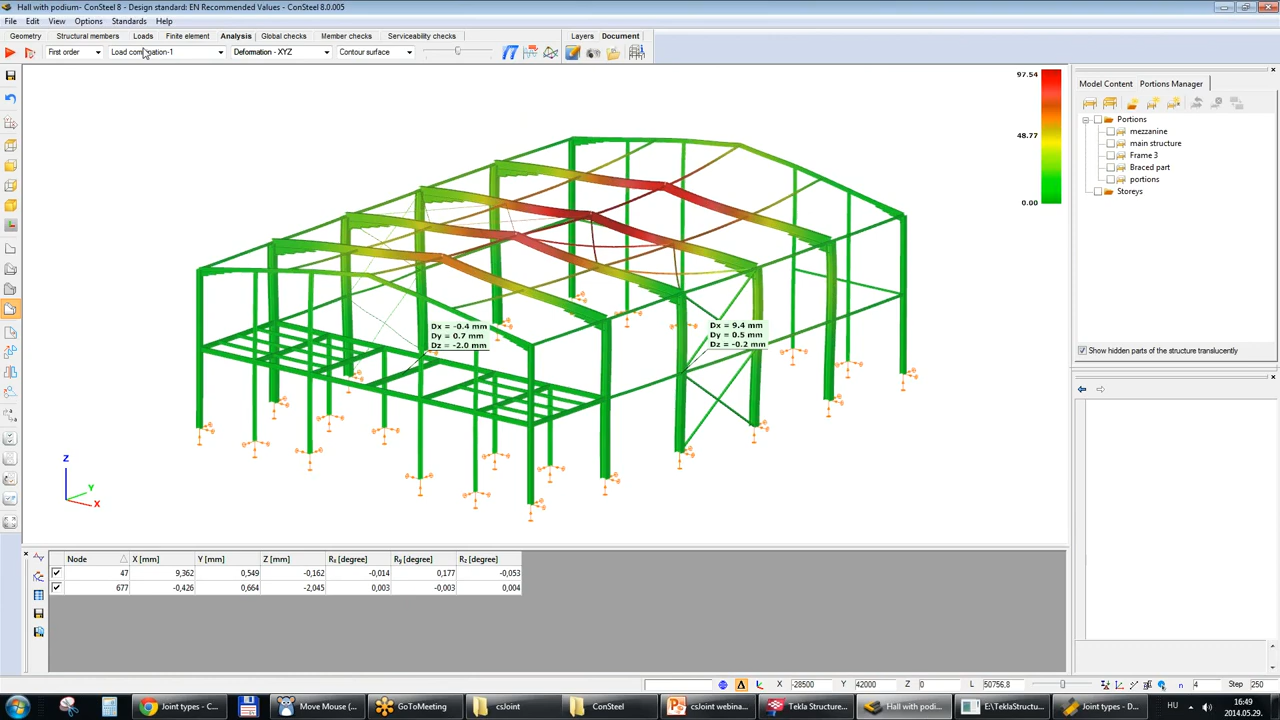 Hall with podium- ConSteel 8 - Design standard: EN Recommended Values - ConSteel 8.0.005
File Edit View Options Standards Help
Geometry Structural members Loads Finite element Analysis Global checks Member checks Serviceability checks Layers Document
First order Deformation - XYZ Contour surface
97.54
48.77
0.00
Model Content Portions Manager
Portions
mezzanine
main structure
Frame 3
Braced part
portions
Storeys
Show hidden parts of the structure translucently
Dx = -0.4 mm
Dy = 0.7 mm
Dz = -2.0 mm
Dx = 9.4 mm
Dy = 0.5 mm
Dz = -0.2 mm
Z
Y
X
Node X [mm] Y [mm] Z [mm] Rx [degree] Ry [degree] Rz [degree]
47 9,362 0,549 -0,162 -0,014 0,177 -0,053
677 -0,426 0,664 -2,045 0,003 -0,003 0,004
X -28500 Y 42000 Z 0 L 50756.8 n 4 Step 250
Joint types - C... Move Mouse (... GoToMeeting csJoint ConSteel csJoint webina... Tekla Structure... Hall with podi... E:\TeklaStructu... Joint types - D...
HU 16:49
2014.05.29.